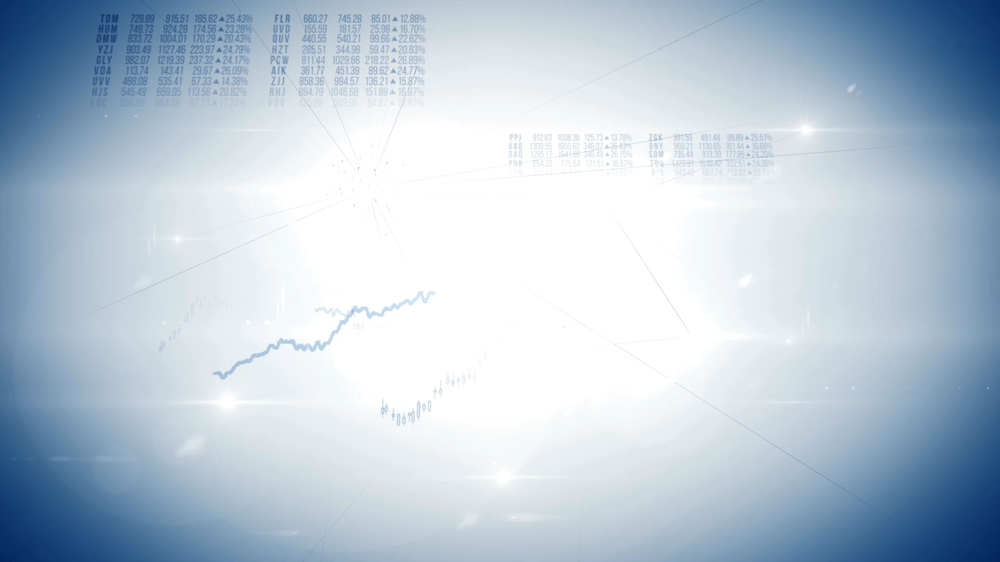 TDM 729.89 915.51 185.62 ▲ 25.43% FLR 660.27 745.28 85.01 ▲ 12.88%
HUM 749.73 924.29 174.56 ▲ 23.28% UVD 155.59 181.57 25.98 ▲ 16.70%
DMW 833.72 1004.01 170.29 ▲ 20.43% QUV 440.55 540.21 99.66 ▲ 22.62%
YZJ 903.49 1127.46 223.97 ▲ 24.79% HZT 285.51 344.98 59.47 ▲ 20.83%
GLY 982.07 1219.39 237.32 ▲ 24.17% PCW 811.44 1029.66 218.22 ▲ 26.89%
VDA 113.74 143.41 29.67 ▲ 26.09% AIK 361.77 451.39 89.62 ▲ 24.77%
UVV 468.08 535.41 67.33 ▲ 14.38% ZJJ 858.36 994.57 136.21 ▲ 15.87%
HJS 545.49 659.05 113.56 ▲ 20.82% RHJ 894.79 1046.68 151.89 ▲ 16.97%
EQC 566.96 664.69 97.73 ▲ 17.24% VDV 425.08 509.95 84.87 ▲ 19.97%
PPJ 912.63 1038.36 125.73 ▲ 13.78% ZGK 391.59 491.48 99.89 ▲ 25.51%
UAQ 1309.55 1655.62 346.07 ▲ 26.43% BNY 969.21 1130.65 161.44 ▲ 16.66%
DAQ 1295.17 1641.66 346.49 ▲ 26.75% SDM 735.44 913.39 177.95 ▲ 24.20%
PNR 654.33 775.84 121.51 ▲ 18.57% TDQ 1323.91 1646.42 322.51 ▲ 24.36%
QJS 543.42 667.24 123.82 ▲ 22.79%
JGQ